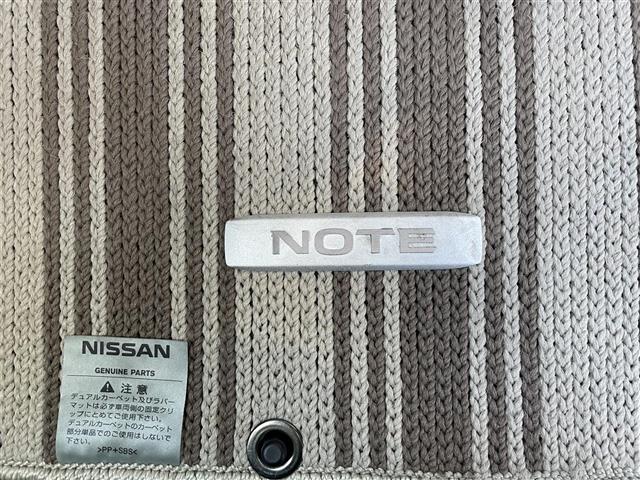 NOTE
NISSAN
GENUINE PARTS
⚠ 注意
デュアルカーペット及びラバー
マットは必ず車両側の固定クリ
ップにとめてご使用下さい。
デュアルカーペットのカーペット
部分単品でのご使用はしないで
下さい。
>PP+SBS<